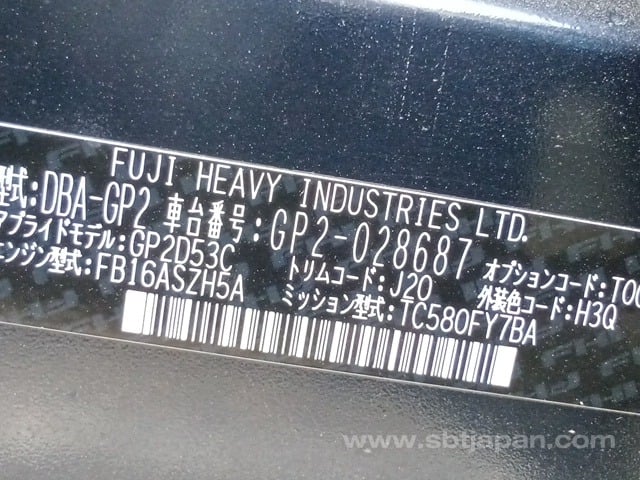 FUJI HEAVY INDUSTRIES LTD.
型式:DBA-GP2 車台番号:GP2-028687
アプライドモデル:GP2D53C トリムコード:J20 オプションコード:T00
エンジン型式:FB16ASZH5A ミッション型式:TC580FY7BA 外装色コード:H3Q
www.sbtjapan.com